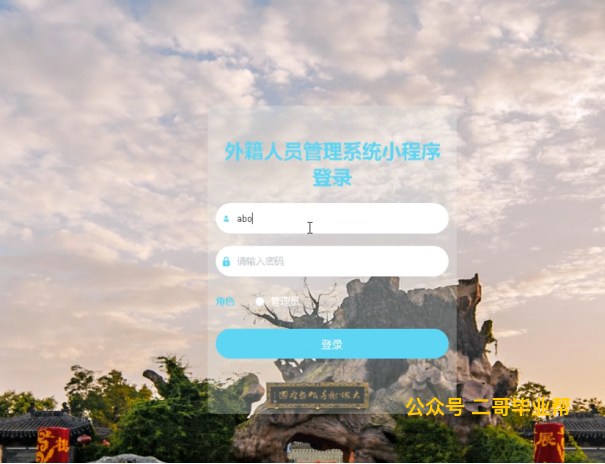 外籍人员管理系统小程序
登录
abo
请输入密码
角色 管理员
登录
公众号 二哥毕业帮